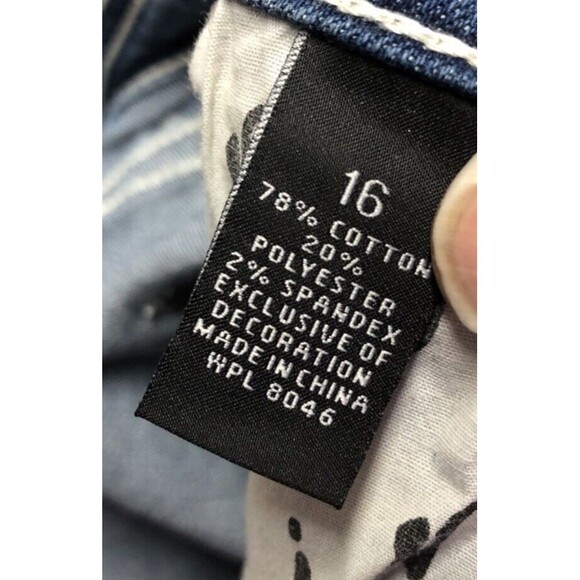 16
78% COTTON
20%
POLYESTER
2% SPANDEX
EXCLUSIVE OF
DECORATION
MADE IN CHINA
WPL 8046